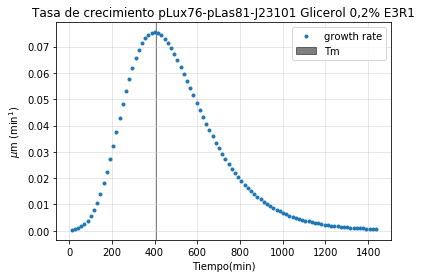 Tasa de crecimiento pLux76-pLas81-J23101 Glicerol 0,2% E3R1
growth rate
Tm
μm (min¹)
0.07
0.06
0.05
0.04
0.03
0.02
0.01
0.00
0 200 400 600 800 1000 1200 1400
Tiempo(min)